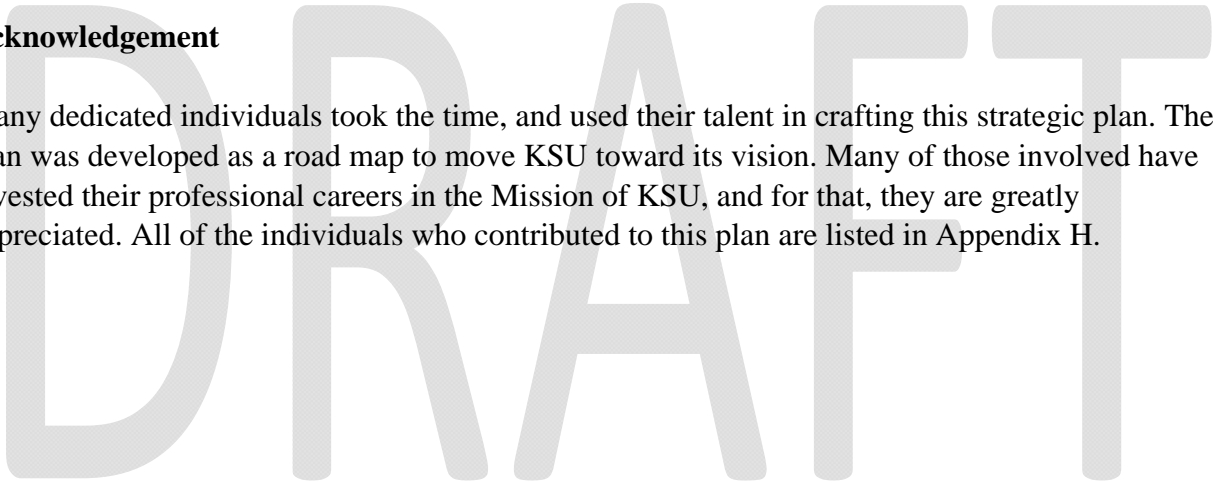 cknowledgement
any dedicated individuals took the time, and used their talent in crafting this strategic plan. The
an was developed as a road map to move KSU toward its vision. Many of those involved have
vested their professional careers in the Mission of KSU, and for that, they are greatly
preciated. All of the individuals who contributed to this plan are listed in Appendix H.
DRAFT